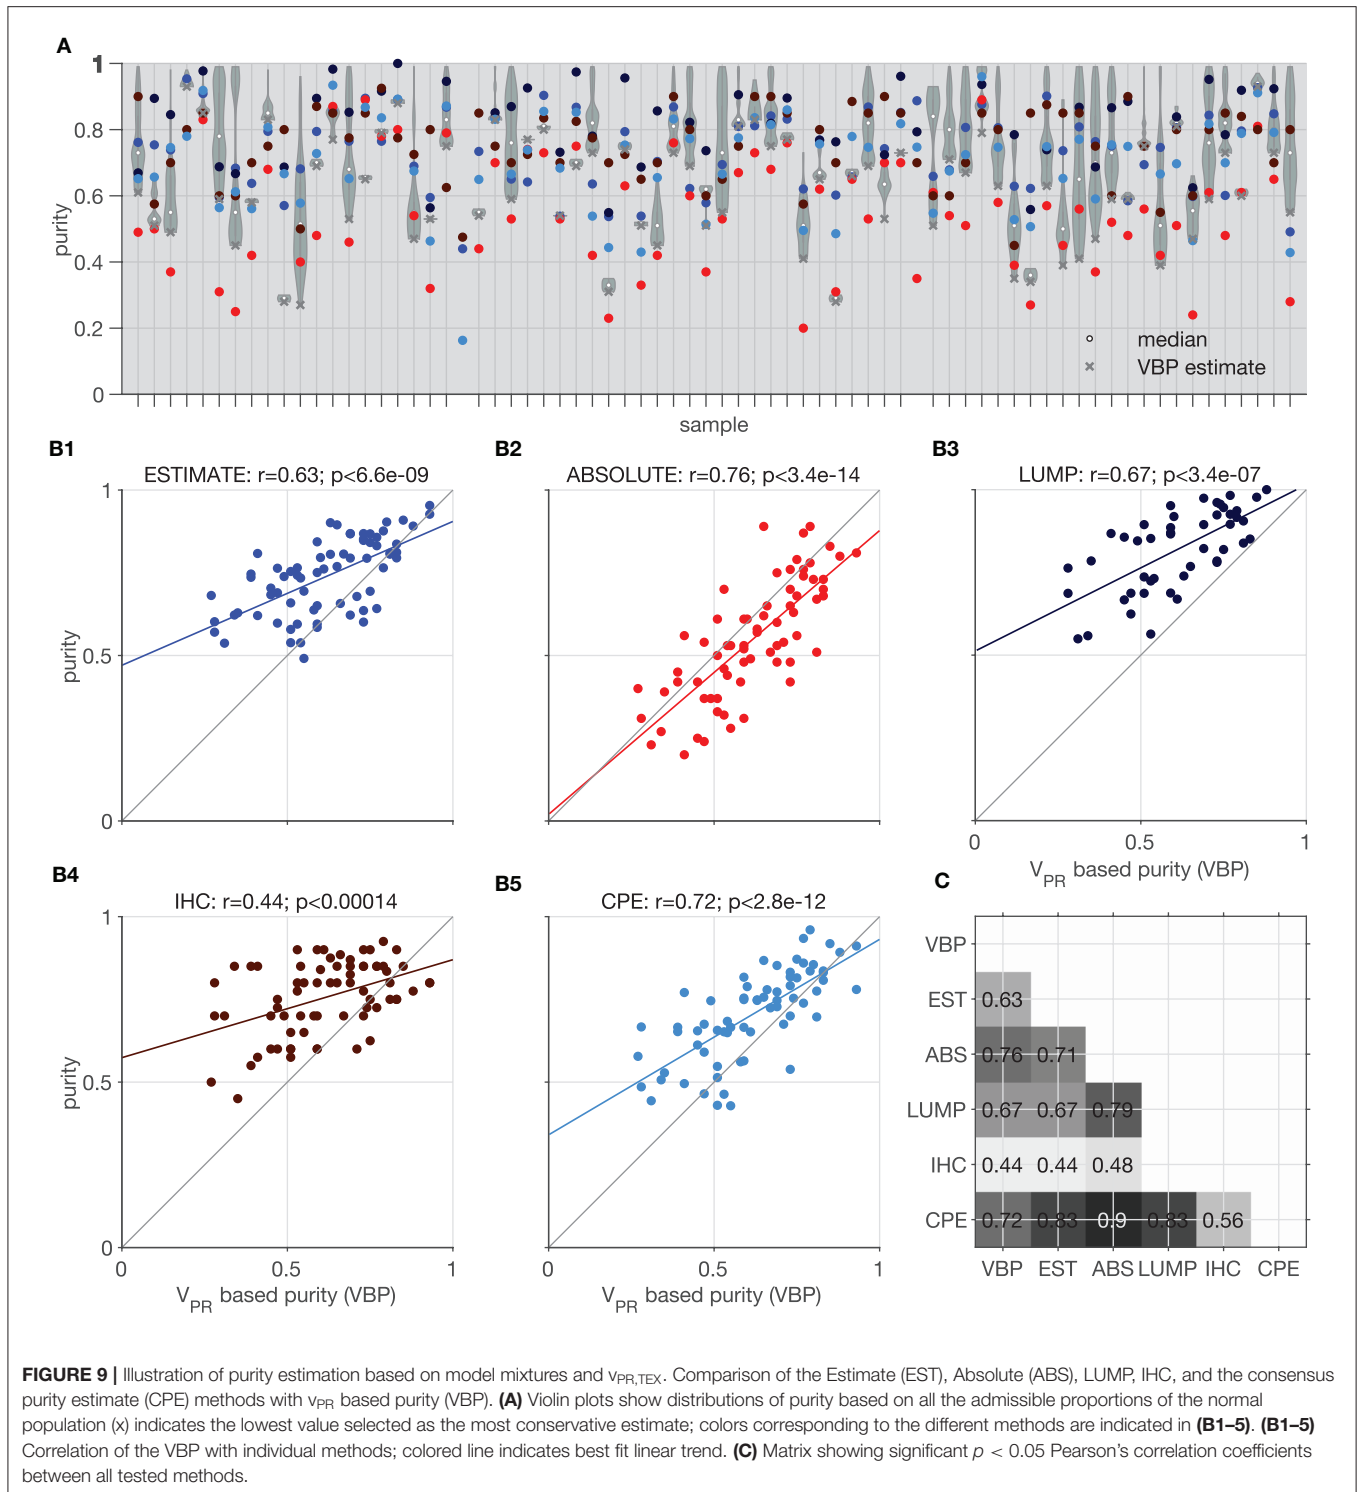 A
1
0.8
0.6
0.4
0.2
0
purity
median
VBP estimate
sample
B1
ESTIMATE: r=0.63; p<6.6e-09
1
0.5
0
purity
B2
ABSOLUTE: r=0.76; p<3.4e-14
B3
LUMP: r=0.67; p<3.4e-07
0 0.5 1
VPR based purity (VBP)
B4
IHC: r=0.44; p<0.00014
1
0.5
0
purity
0 0.5 1
VPR based purity (VBP)
B5
CPE: r=0.72; p<2.8e-12
0 0.5 1
VPR based purity (VBP)
C
VBP
EST 0.63
ABS 0.76 0.71
LUMP 0.67 0.67 0.79
IHC 0.44 0.44 0.48
CPE 0.72 0.83 0.9 0.83 0.56
VBP EST ABS LUMP IHC CPE
FIGURE 9 | Illustration of purity estimation based on model mixtures and vPR,TEX. Comparison of the Estimate (EST), Absolute (ABS), LUMP, IHC, and the consensus
purity estimate (CPE) methods with vPR based purity (VBP). (A) Violin plots show distributions of purity based on all the admissible proportions of the normal
population (x) indicates the lowest value selected as the most conservative estimate; colors corresponding to the different methods are indicated in (B1–5). (B1–5)
Correlation of the VBP with individual methods; colored line indicates best fit linear trend. (C) Matrix showing significant p < 0.05 Pearson's correlation coefficients
between all tested methods.